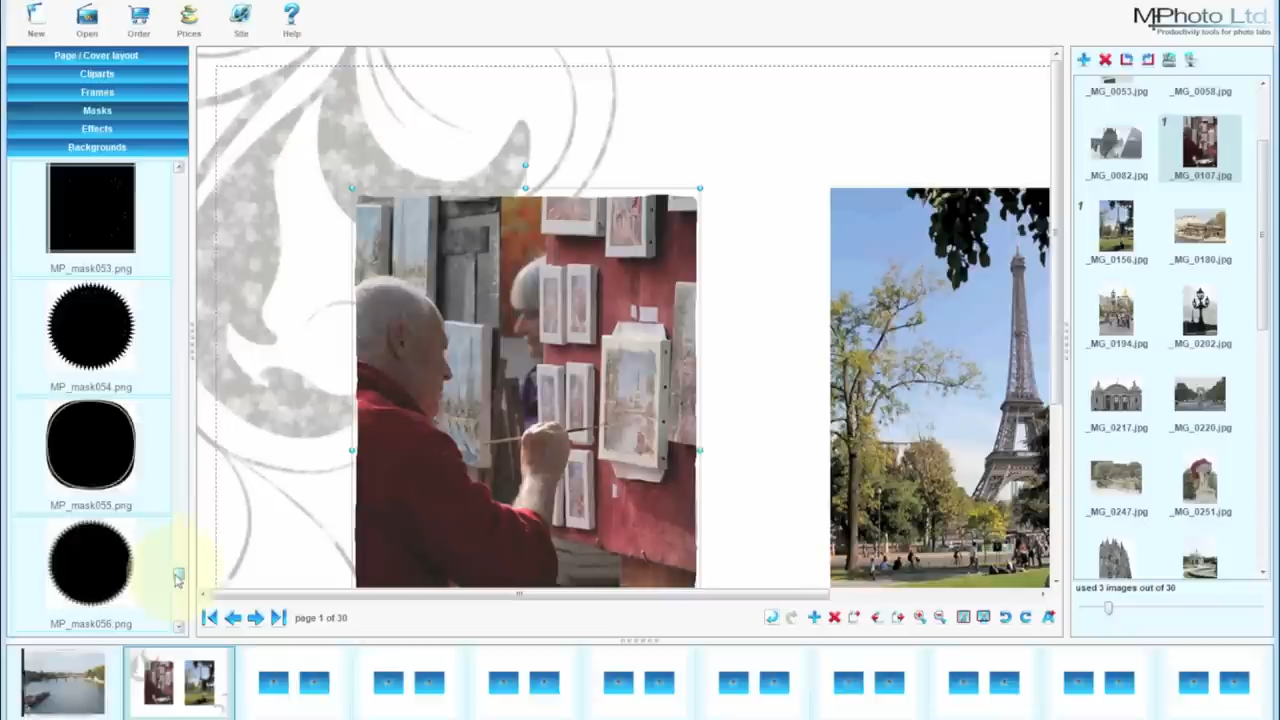 New Open Order Prices Site Help
MPhoto Ltd.
Productivity tools for photo labs
Page / Cover layout
Cliparts
Frames
Masks
Effects
Backgrounds
MP_mask053.png
MP_mask054.png
MP_mask055.png
MP_mask056.png
page 1 of 30
_MG_0053.jpg _MG_0058.jpg
1
_MG_0082.jpg _MG_0107.jpg
1
_MG_0156.jpg _MG_0180.jpg
_MG_0194.jpg _MG_0202.jpg
_MG_0217.jpg _MG_0220.jpg
_MG_0247.jpg _MG_0251.jpg
used 3 images out of 36